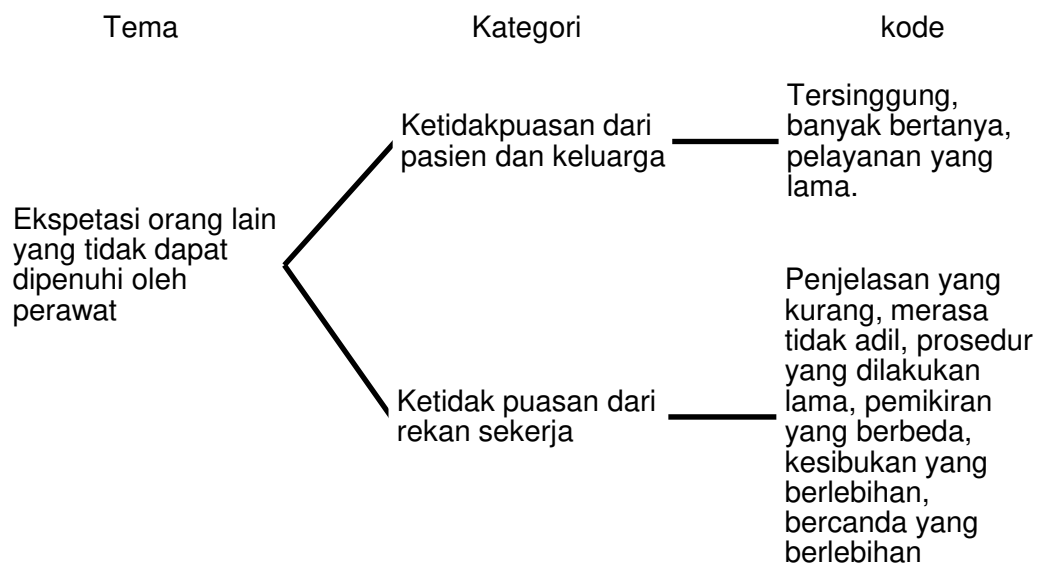 Tema
Kategori
kode
Ekspetasi orang lain
yang tidak dapat
dipenuhi oleh
perawat
Ketidakpuasan dari
pasien dan keluarga
Tersinggung,
banyak bertanya,
pelayanan yang
lama.
Ketidak puasan dari
rekan sekerja
Penjelasan yang
kurang, merasa
tidak adil, prosedur
yang dilakukan
lama, pemikiran
yang berbeda,
kesibukan yang
berlebihan,
bercanda yang
berlebihan